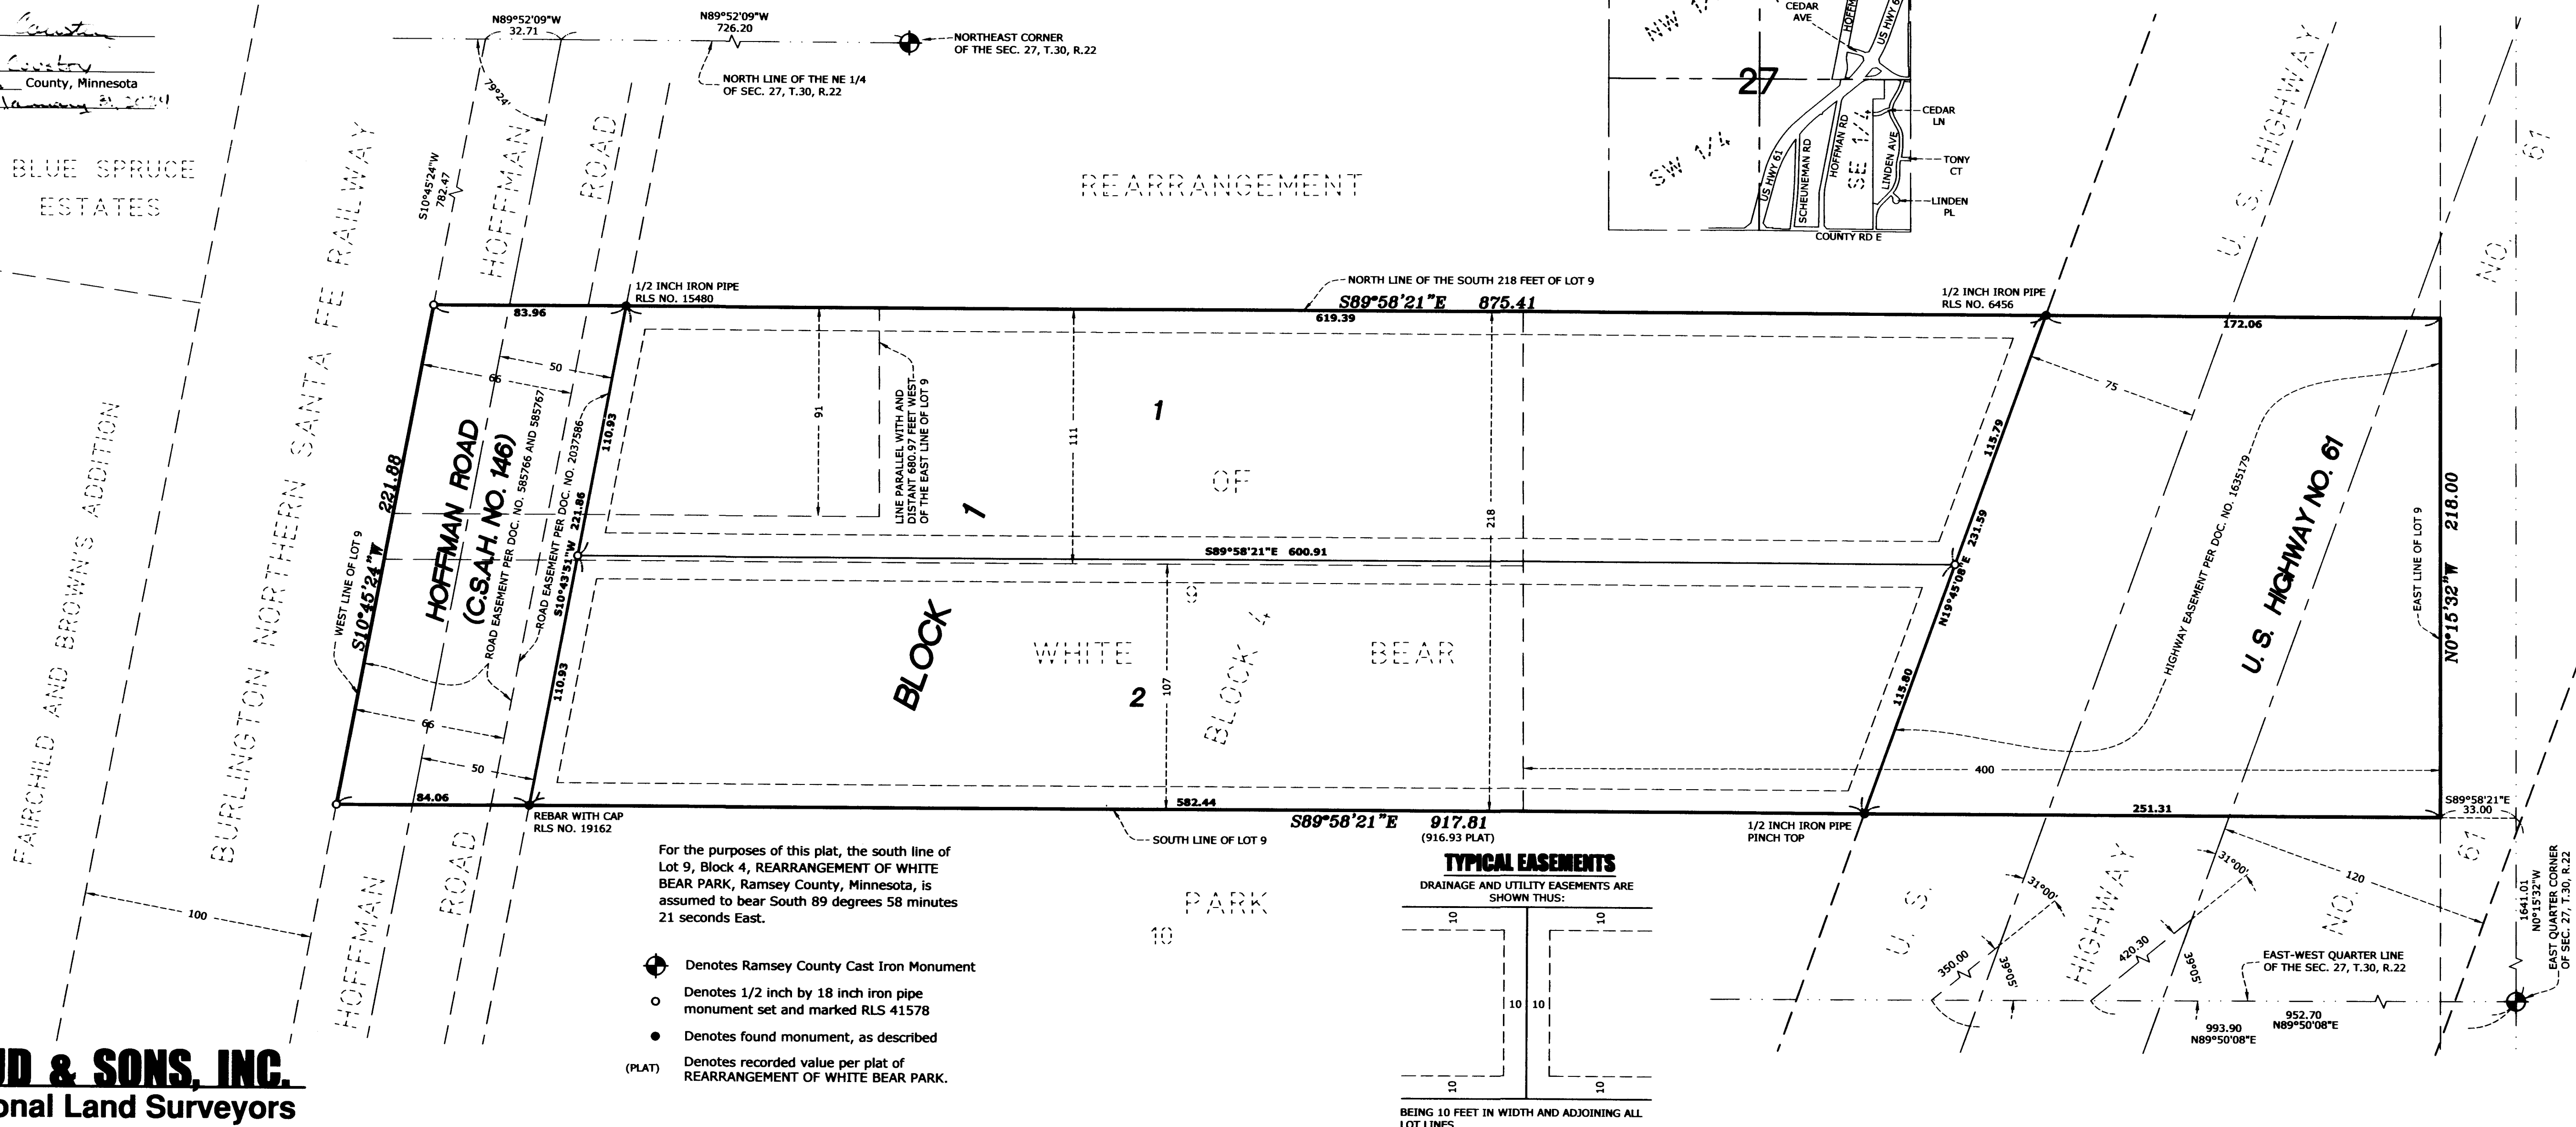 County, Minnesota
January 31, 2024
BLUE SPRUCE
ESTATES
N89°52'09"W
32.71
N89°52'09"W
726.20
NORTHEAST CORNER
OF THE SEC. 27, T.30, R.22
NORTH LINE OF THE NE 1/4
OF SEC. 27, T.30, R.22
79°24'
S10°45'24"W
782.47
HOFFMAN
ROAD
REARRANGEMENT
NW 1/4
CEDAR
AVE
US HWY 61
27
SW 1/4
SE 1/4
US HWY 61
SCHEUNEMAN RD
HOFFMAN RD
LINDEN AVE
CEDAR
LN
TONY
CT
LINDEN
PL
COUNTY RD E
U. S. HIGHWAY
NO. 61
FAIRCHILD AND BROWN'S ADDITION
BURLINGTON NORTHERN SANTA FE RAILWAY
1/2 INCH IRON PIPE
RLS NO. 15480
NORTH LINE OF THE SOUTH 218 FEET OF LOT 9
S89°58'21"E 875.41
1/2 INCH IRON PIPE
RLS NO. 6456
83.96
619.39
172.06
50
66
75
91
111
218
LINE PARALLEL WITH AND
DISTANT 680.97 FEET WEST
OF THE EAST LINE OF LOT 9
1
1
OF
WEST LINE OF LOT 9
S10°45'24"W 221.88
HOFFMAN ROAD
(C.S.A.H. NO. 146)
ROAD EASEMENT PER DOC. NO. 585766 AND 585767
ROAD EASEMENT PER DOC. NO. 2037586
110.93
S10°43'51"W 221.86
110.93
S89°58'21"E 600.91
115.79
N19°45'08"E 231.59
115.80
HIGHWAY EASEMENT PER DOC. NO. 1635179
U. S. HIGHWAY NO. 61
EAST LINE OF LOT 9
N0°15'32"W 218.00
BLOCK
9
WHITE
BLOCK 4
BEAR
2
107
66
50
400
84.06
582.44
251.31
S89°58'21"E
33.00
REBAR WITH CAP
RLS NO. 19162
SOUTH LINE OF LOT 9
S89°58'21"E 917.81
(916.93 PLAT)
1/2 INCH IRON PIPE
PINCH TOP
For the purposes of this plat, the south line of
Lot 9, Block 4, REARRANGEMENT OF WHITE
BEAR PARK, Ramsey County, Minnesota, is
assumed to bear South 89 degrees 58 minutes
21 seconds East.
Denotes Ramsey County Cast Iron Monument
Denotes 1/2 inch by 18 inch iron pipe
monument set and marked RLS 41578
Denotes found monument, as described
(PLAT) Denotes recorded value per plat of
REARRANGEMENT OF WHITE BEAR PARK.
100
HOFFMAN
ROAD
PARK
10
TYPICAL EASEMENTS
DRAINAGE AND UTILITY EASEMENTS ARE
SHOWN THUS:
10
10
10 10
10
10
BEING 10 FEET IN WIDTH AND ADJOINING ALL
LOT LINES
U. S.
HIGHWAY
NO.
61
31°00'
31°00'
120
350.00
39°05'
420.30
39°05'
EAST-WEST QUARTER LINE
OF THE SEC. 27, T.30, R.22
993.90
N89°50'08"E
952.70
N89°50'08"E
1641.01
N0°15'32"W
EAST QUARTER CORNER
OF SEC. 27, T.30, R.22
UD & SONS, INC.
onal Land Surveyors